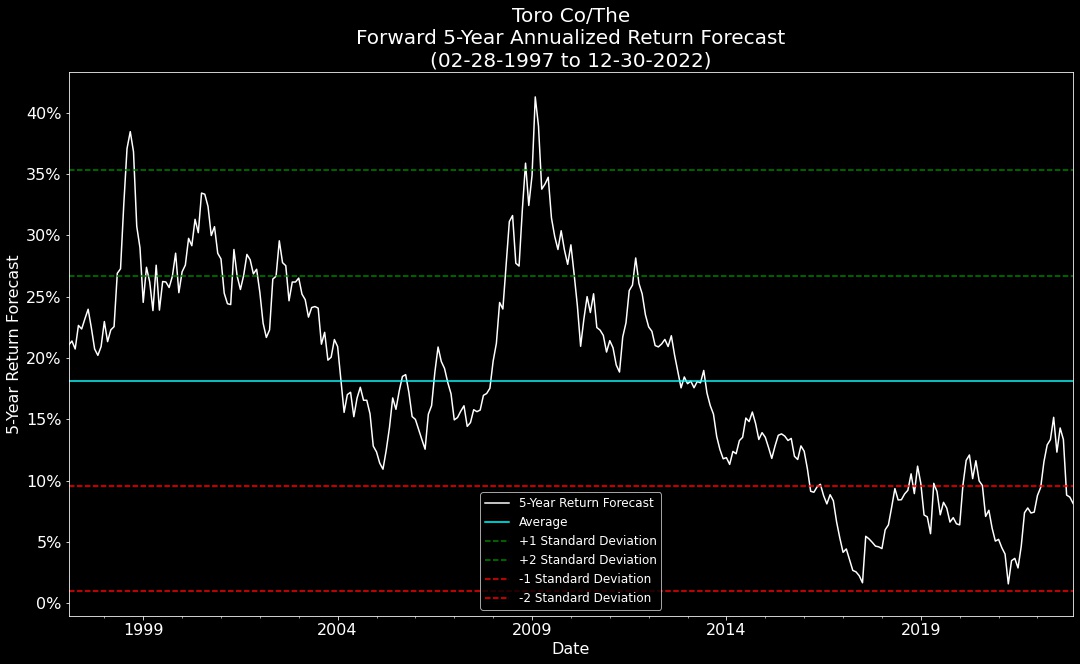 Toro Co/The
Forward 5-Year Annualized Return Forecast
(02-28-1997 to 12-30-2022)
5-Year Return Forecast
40%
35%
30%
25%
20%
15%
10%
5%
0%
5-Year Return Forecast
Average
+1 Standard Deviation
+2 Standard Deviation
-1 Standard Deviation
-2 Standard Deviation
1999 2004 2009 2014 2019
Date